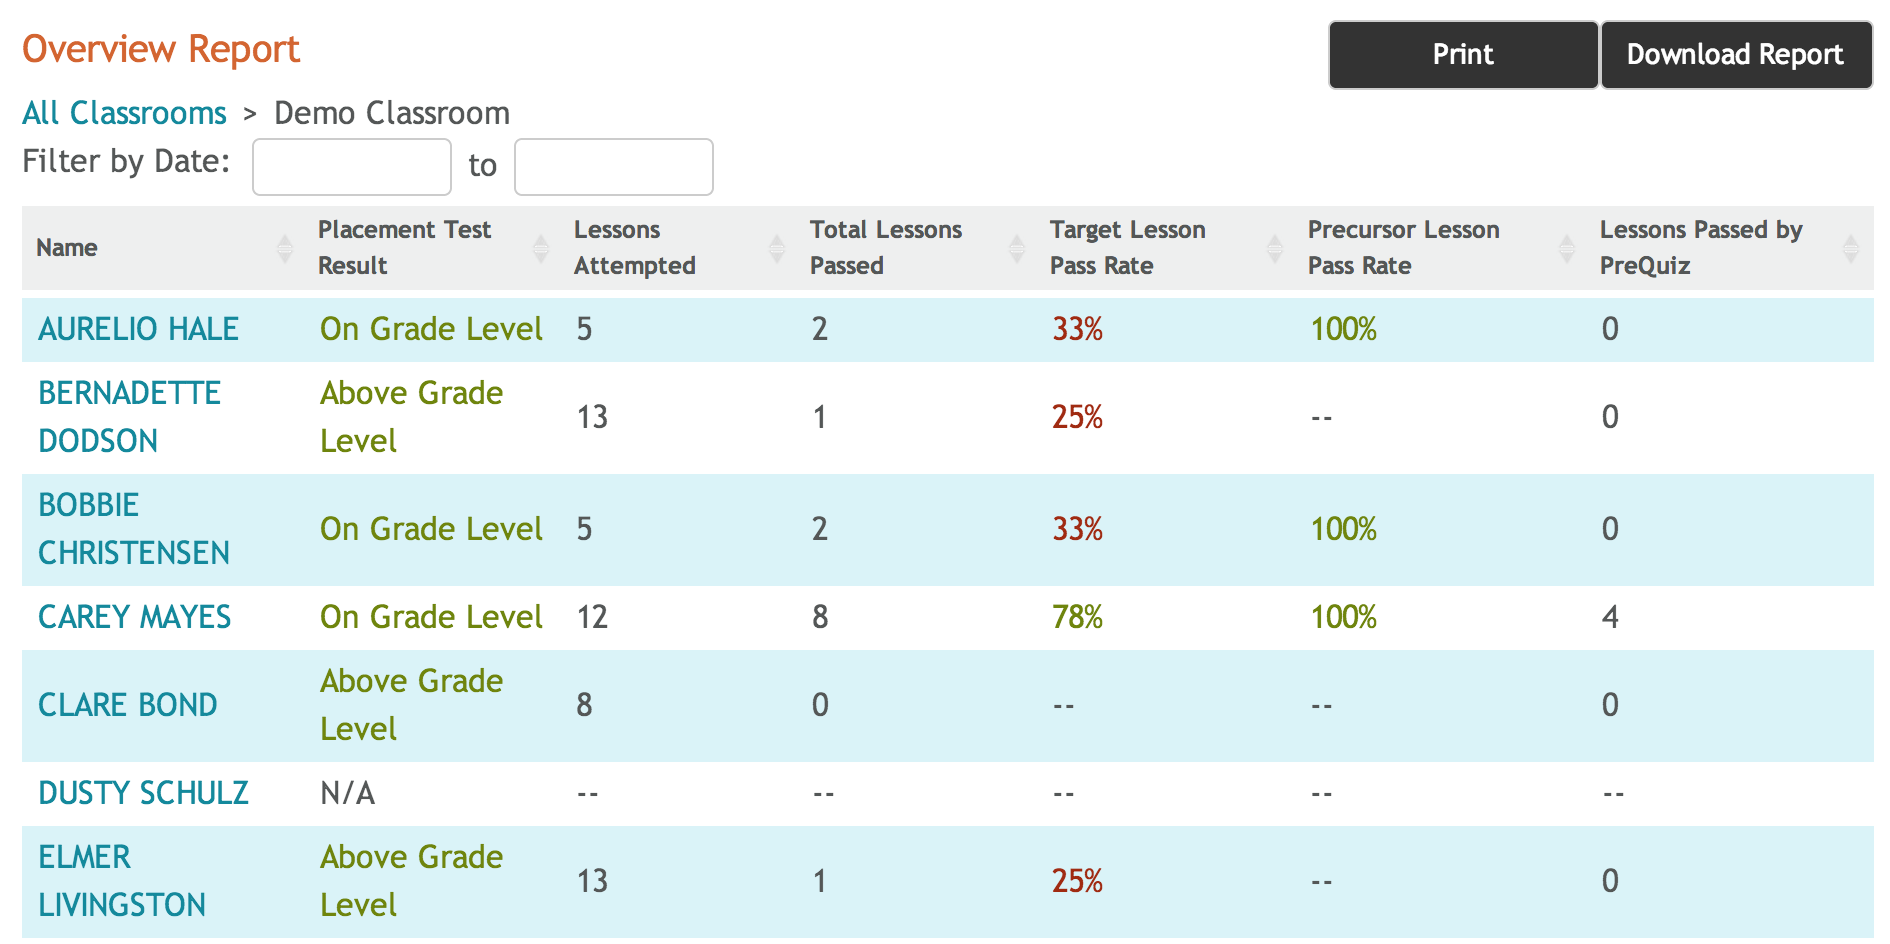 Overview Report
Print
Download Report
All Classrooms > Demo Classroom
Filter by Date: to
Name Placement Test Result Lessons Attempted Total Lessons Passed Target Lesson Pass Rate Precursor Lesson Pass Rate Lessons Passed by PreQuiz
AURELIO HALE On Grade Level 5 2 33% 100% 0
BERNADETTE DODSON Above Grade Level 13 1 25% -- 0
BOBBIE CHRISTENSEN On Grade Level 5 2 33% 100% 0
CAREY MAYES On Grade Level 12 8 78% 100% 4
CLARE BOND Above Grade Level 8 0 -- -- 0
DUSTY SCHULZ N/A -- -- -- -- --
ELMER LIVINGSTON Above Grade Level 13 1 25% -- 0